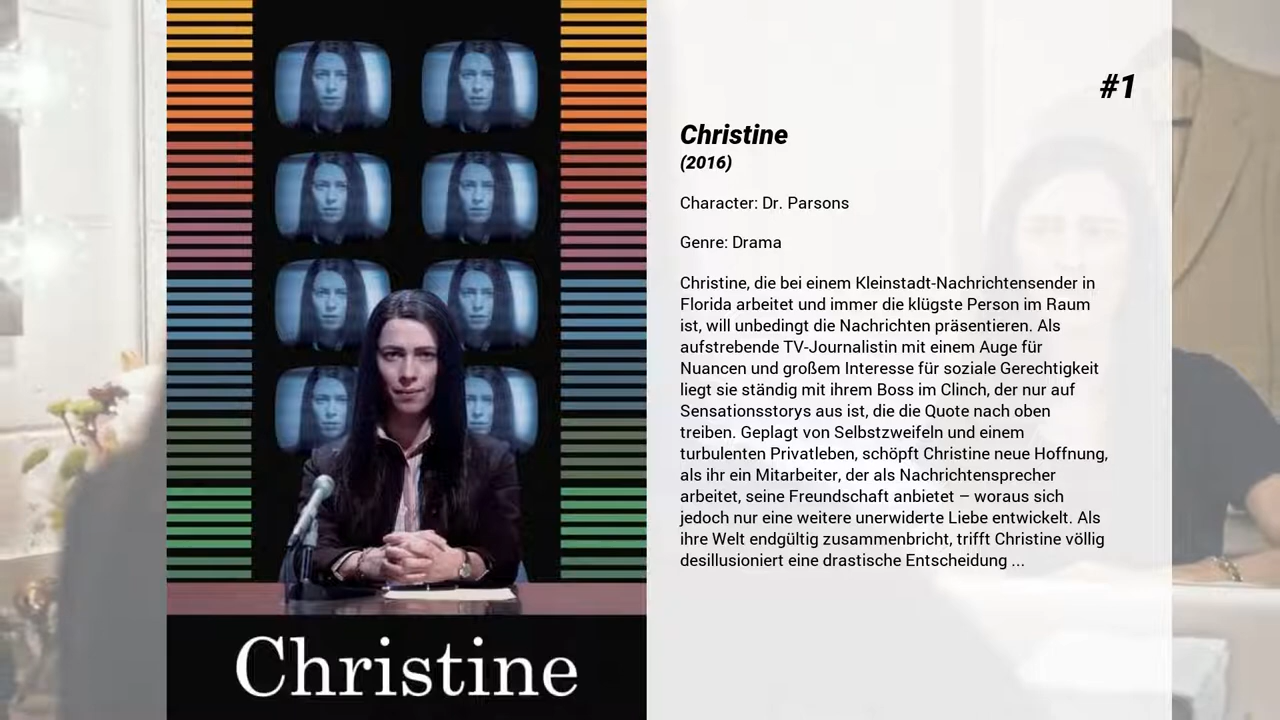 #1
Christine
(2016)
Character: Dr. Parsons
Genre: Drama
Christine, die bei einem Kleinstadt-Nachrichtensender in
Florida arbeitet und immer die klügste Person im Raum
ist, will unbedingt die Nachrichten präsentieren. Als
aufstrebende TV-Journalistin mit einem Auge für
Nuancen und großem Interesse für soziale Gerechtigkeit
liegt sie ständig mit ihrem Boss im Clinch, der nur auf
Sensationsstorys aus ist, die die Quote nach oben
treiben. Geplagt von Selbstzweifeln und einem
turbulenten Privatleben, schöpft Christine neue Hoffnung,
als ihr ein Mitarbeiter, der als Nachrichtensprecher
arbeitet, seine Freundschaft anbietet – woraus sich
jedoch nur eine weitere unerwiderte Liebe entwickelt. Als
ihre Welt endgültig zusammenbricht, trifft Christine völlig
desillusioniert eine drastische Entscheidung ...
Christine